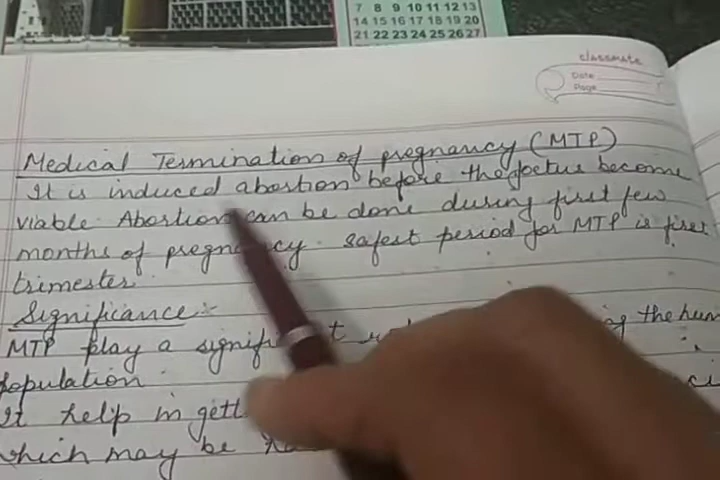 7 8 9 10 11 12 13
14 15 16 17 18 19 20
21 22 23 24 25 26 27
classmate
Date
Page
Medical Termination of pregnancy (MTP)
It is induced abortion before the foetus become
viable. Abortion can be done during first few
months of pregnancy. safest period for MTP is first
trimester
Significance:-
MTP play a the
population.
It help in
which may be